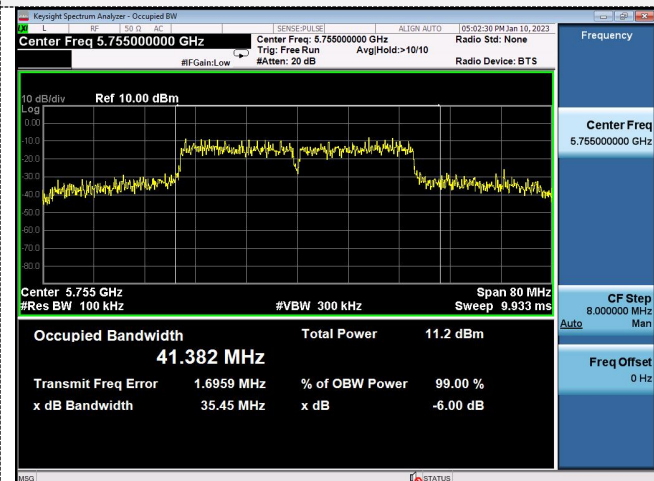 Keysight Spectrum Analyzer - Occupied BW
LXI L RF 50 Ω AC SENSE:PULSE ALIGN AUTO 05:02:30 PM Jan 10, 2023
Center Freq 5.755000000 GHz
Center Freq: 5.755000000 GHz Radio Std: None
Trig: Free Run Avg|Hold:>10/10
#IFGain:Low #Atten: 20 dB Radio Device: BTS
Frequency
10 dB/div Ref 10.00 dBm
Log
0.00
-10.0
-20.0
-30.0
-40.0
-50.0
-60.0
-70.0
-80.0
Center 5.755 GHz Span 80 MHz
#Res BW 100 kHz #VBW 300 kHz Sweep 9.933 ms
Center Freq
5.755000000 GHz
CF Step
8.000000 MHz
Auto Man
Freq Offset
0 Hz
Occupied Bandwidth Total Power 11.2 dBm
41.382 MHz
Transmit Freq Error 1.6959 MHz % of OBW Power 99.00 %
x dB Bandwidth 35.45 MHz x dB -6.00 dB
MSG STATUS